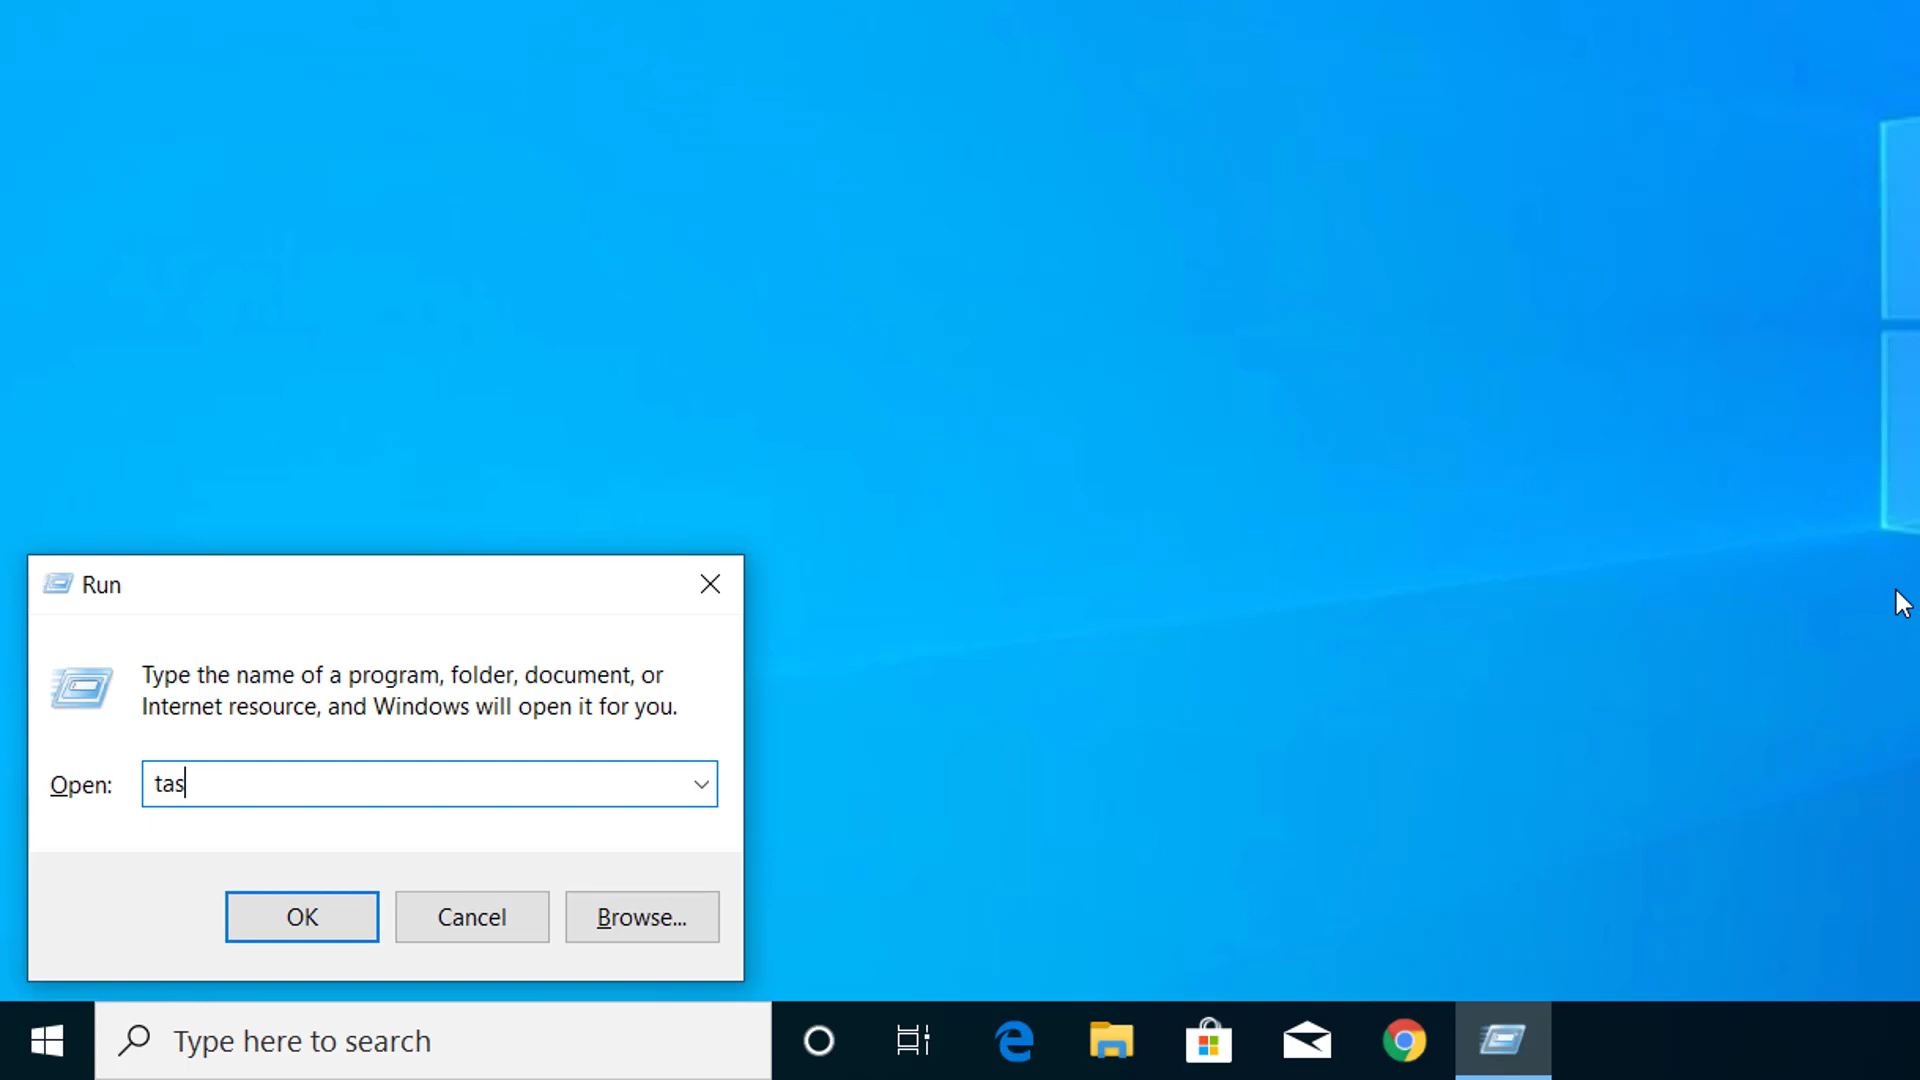 Run
Type the name of a program, folder, document, or
Internet resource, and Windows will open it for you.
Open: tas
OK Cancel Browse...
Type here to search